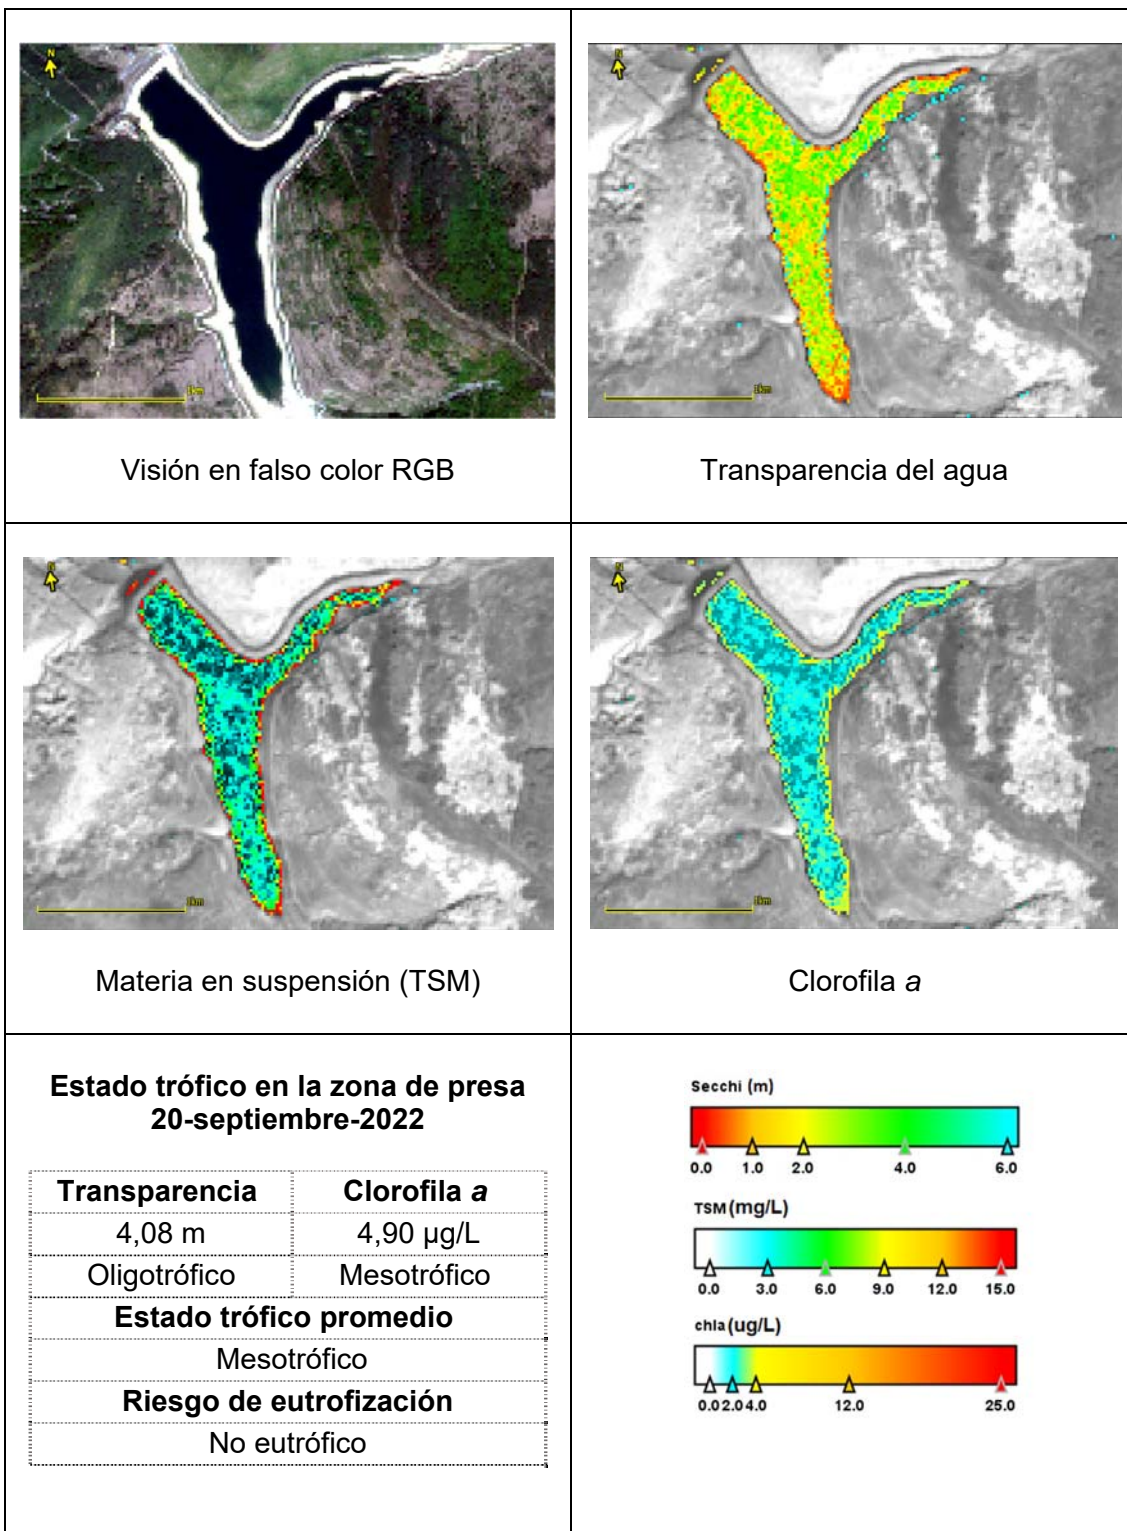 N
1km
Visión en falso color RGB
N
1km
Transparencia del agua
N
1km
Materia en suspensión (TSM)
N
1km
Clorofila a
Estado trófico en la zona de presa
20-septiembre-2022
Transparencia Clorofila a
4,08 m 4,90 µg/L
Oligotrófico Mesotrófico
Estado trófico promedio
Mesotrófico
Riesgo de eutrofización
No eutrófico
Secchi (m)
0.0 1.0 2.0 4.0 6.0
TSM (mg/L)
0.0 3.0 6.0 9.0 12.0 15.0
chla (ug/L)
0.0 2.0 4.0 12.0 25.0